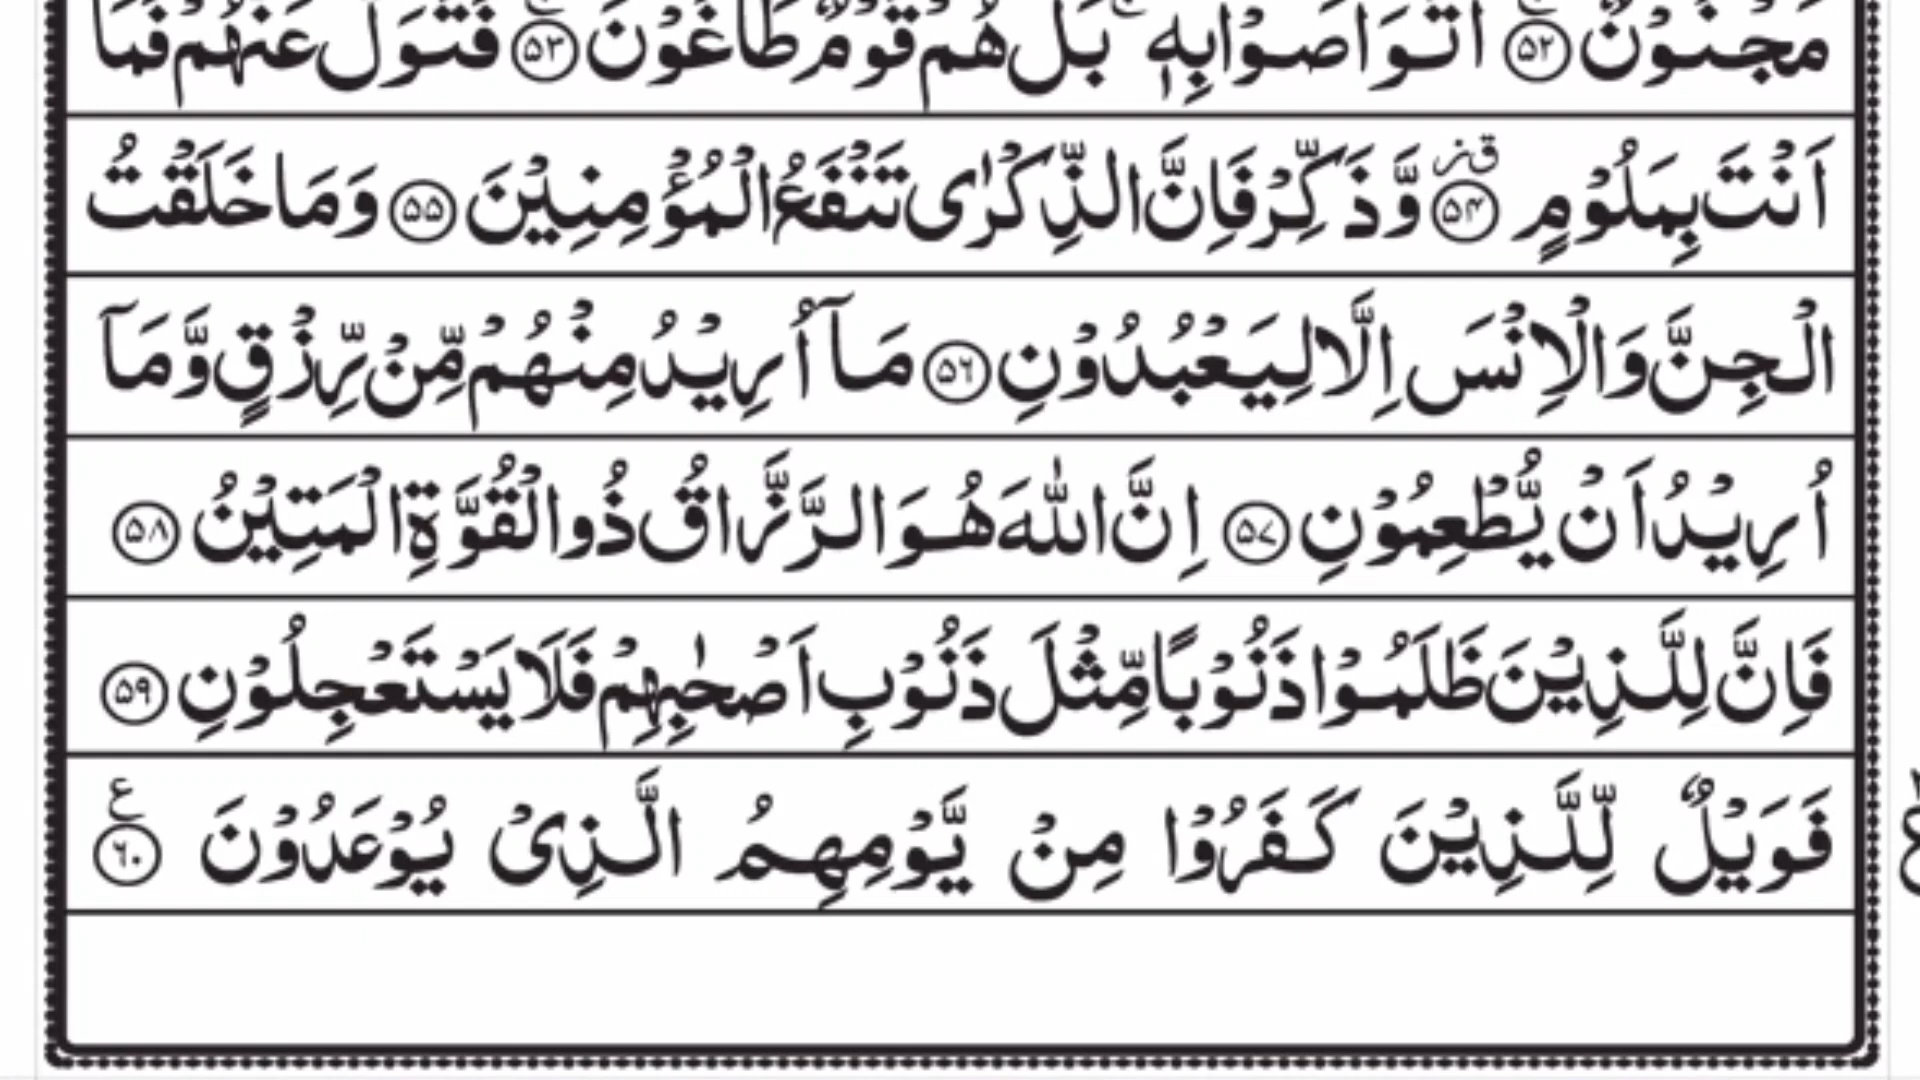 مَجْنُوْنٌ ۚ﴿۵۲﴾ اَتَوَاصَوْا بِهٖ ۚ بَلْ هُمْ قَوْمٌ طَاغُوْنَ ۚ﴿۵۳﴾ فَتَوَلَّ عَنْهُمْ فَمَاۤ
اَنْتَ بِمَلُوْمٍ ﴿۵۴﴾ۗ وَّذَكِّرْ فَاِنَّ الذِّكْرٰى تَنْفَعُ الْمُؤْمِنِيْنَ ﴿۵۵﴾ وَمَا خَلَقْتُ
الْجِنَّ وَالْاِنْسَ اِلَّا لِيَعْبُدُوْنِ ﴿۵۶﴾ مَاۤ اُرِيْدُ مِنْهُمْ مِّنْ رِّزْقٍ وَّمَاۤ
اُرِيْدُ اَنْ يُّطْعِمُوْنِ ﴿۵۷﴾ اِنَّ اللّٰهَ هُوَ الرَّزَّاقُ ذُو الْقُوَّةِ الْمَتِيْنُ ﴿۵۸﴾
فَاِنَّ لِلَّذِيْنَ ظَلَمُوْا ذَنُوْبًا مِّثْلَ ذَنُوْبِ اَصْحٰبِهِمْ فَلَا يَسْتَعْجِلُوْنِ ﴿۵۹﴾
فَوَيْلٌ لِّلَّذِيْنَ كَفَرُوْا مِنْ يَّوْمِهِمُ الَّذِىْ يُوْعَدُوْنَ ﴿۶۰﴾ ع